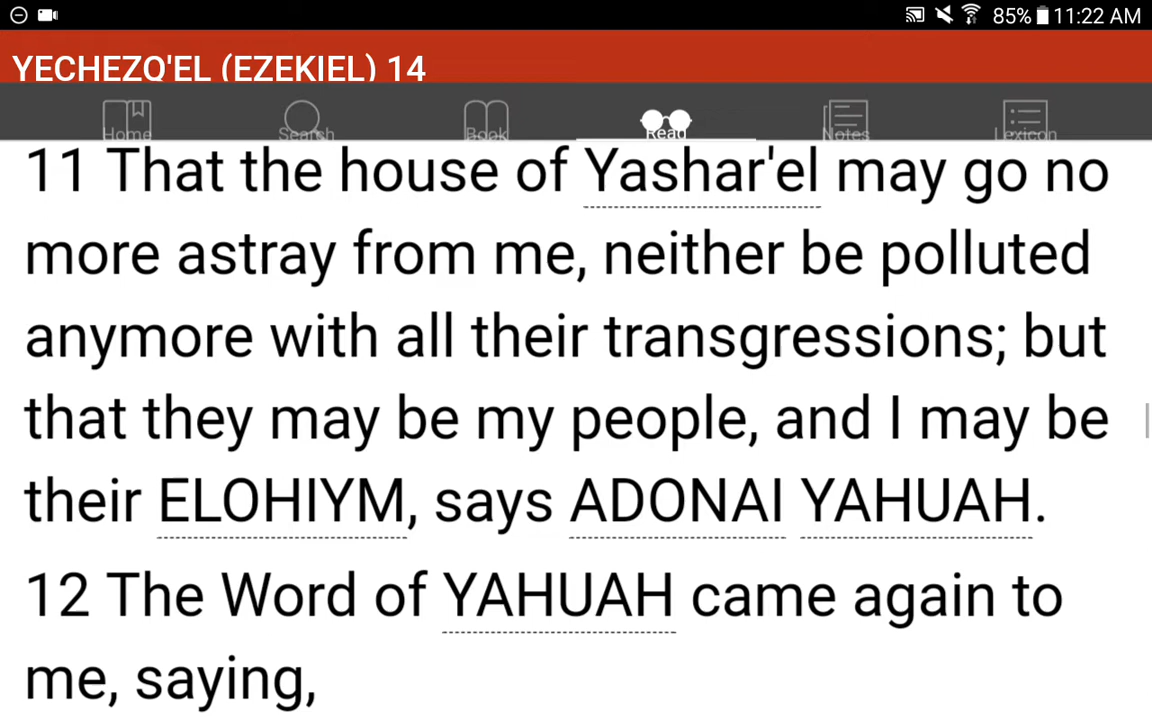 85% 11:22 AM
YECHEZQ'EL (EZEKIEL) 14
Home Search Book Read Notes Lexicon
11 That the house of Yashar'el may go no
more astray from me, neither be polluted
anymore with all their transgressions; but
that they may be my people, and I may be
their ELOHIYM, says ADONAI YAHUAH.
12 The Word of YAHUAH came again to
me, saying,